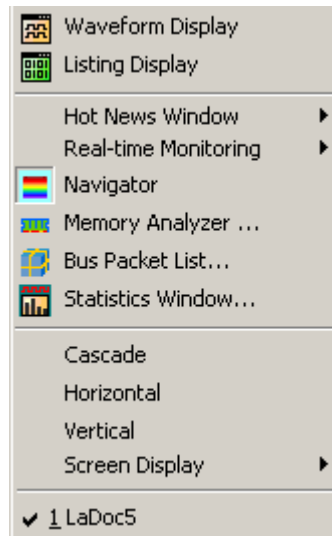 Waveform Display
Listing Display
Hot News Window
Real-time Monitoring
Navigator
Memory Analyzer ...
Bus Packet List...
Statistics Window...
Cascade
Horizontal
Vertical
Screen Display
1 LaDoc5